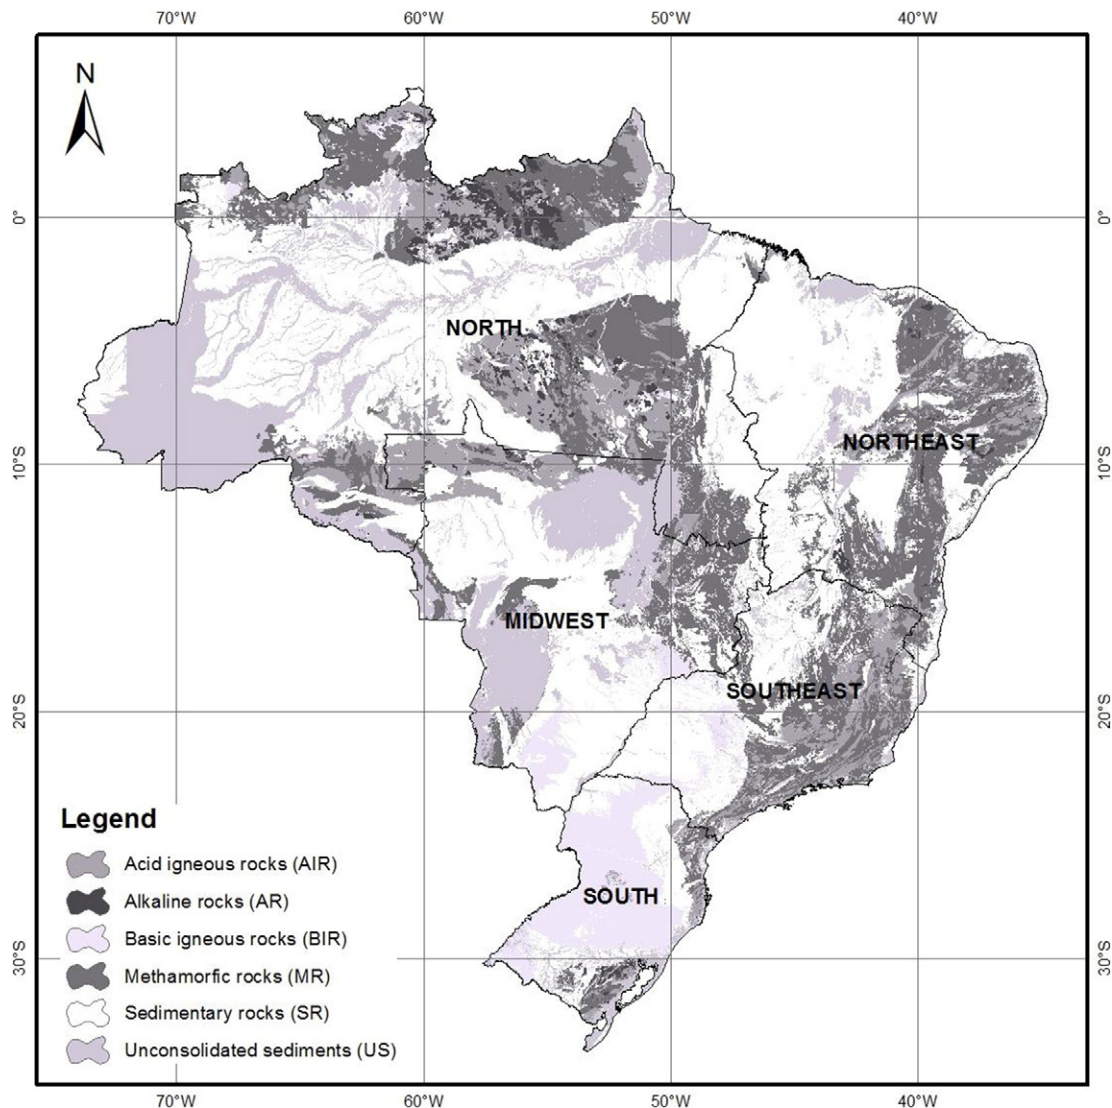 70°W 60°W 50°W 40°W
N
0° 0°
NORTH
NORTHEAST
10°S 10°S
MIDWEST
SOUTHEAST
20°S 20°S
Legend
Acid igneous rocks (AIR)
Alkaline rocks (AR)
SOUTH
Basic igneous rocks (BIR)
30°S 30°S
Methamorfic rocks (MR)
Sedimentary rocks (SR)
Unconsolidated sediments (US)
70°W 60°W 50°W 40°W